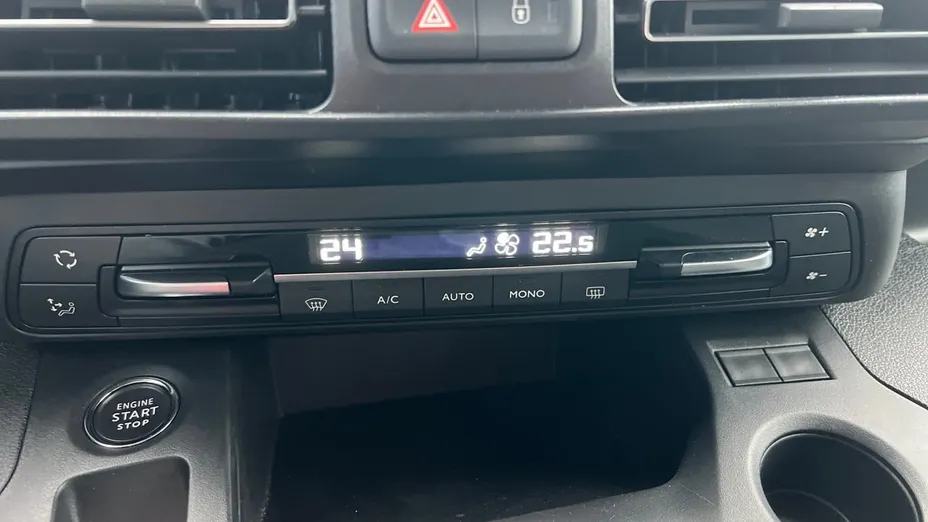 24 22.5
+
A/C AUTO MONO
-
ENGINE
START
STOP